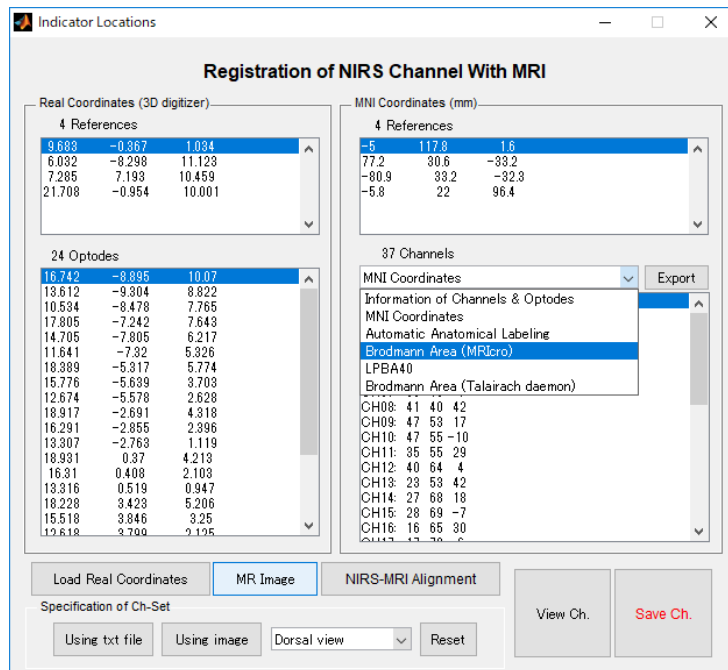 Indicator Locations
Registration of NIRS Channel With MRI
Real Coordinates (3D digitizer)
4 References
9.683 -0.367 1.034
6.032 -8.298 11.123
7.285 7.193 10.459
21.708 -0.954 10.001
24 Optodes
16.742 -8.895 10.07
13.612 -9.304 8.822
10.534 -8.478 7.765
17.805 -7.242 7.643
14.705 -7.805 6.217
11.641 -7.32 5.326
18.389 -5.317 5.774
15.776 -5.639 3.703
12.674 -5.578 2.628
18.917 -2.691 4.318
16.291 -2.855 2.396
13.307 -2.763 1.119
18.931 0.37 4.213
16.31 0.408 2.103
13.316 0.519 0.947
18.228 3.423 5.206
15.518 3.846 3.25
12.618 3.799 2.125
MNI Coordinates (mm)
4 References
-5 117.8 1.6
77.2 30.6 -33.2
-80.9 33.2 -32.3
-5.8 22 96.4
37 Channels
MNI Coordinates
Export
Information of Channels & Optodes
MNI Coordinates
Automatic Anatomical Labeling
Brodmann Area (MRIcro)
LPBA40
Brodmann Area (Talairach daemon)
CH08: 41 40 42
CH09: 47 53 17
CH10: 47 55 -10
CH11: 35 55 29
CH12: 40 64 4
CH13: 23 53 42
CH14: 27 68 18
CH15: 28 69 -7
CH16: 16 65 30
Load Real Coordinates
MR Image
NIRS-MRI Alignment
Specification of Ch-Set
Using txt file
Using image
Dorsal view
Reset
View Ch.
Save Ch.